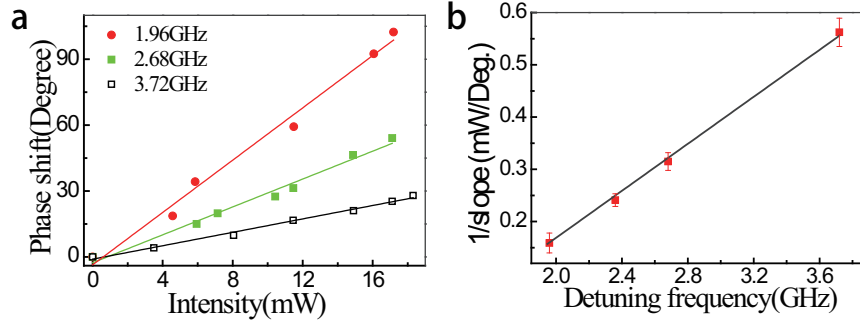 a
1.96GHz
2.68GHz
3.72GHz
90
60
30
0
0 4 8 12 16
Phase shift(Degree)
Intensity(mW)
b
0.6
0.5
0.3
0.2
2.0 2.4 2.8 3.2 3.6
1/slope (mW/Deg.)
Detuning frequency(GHz)